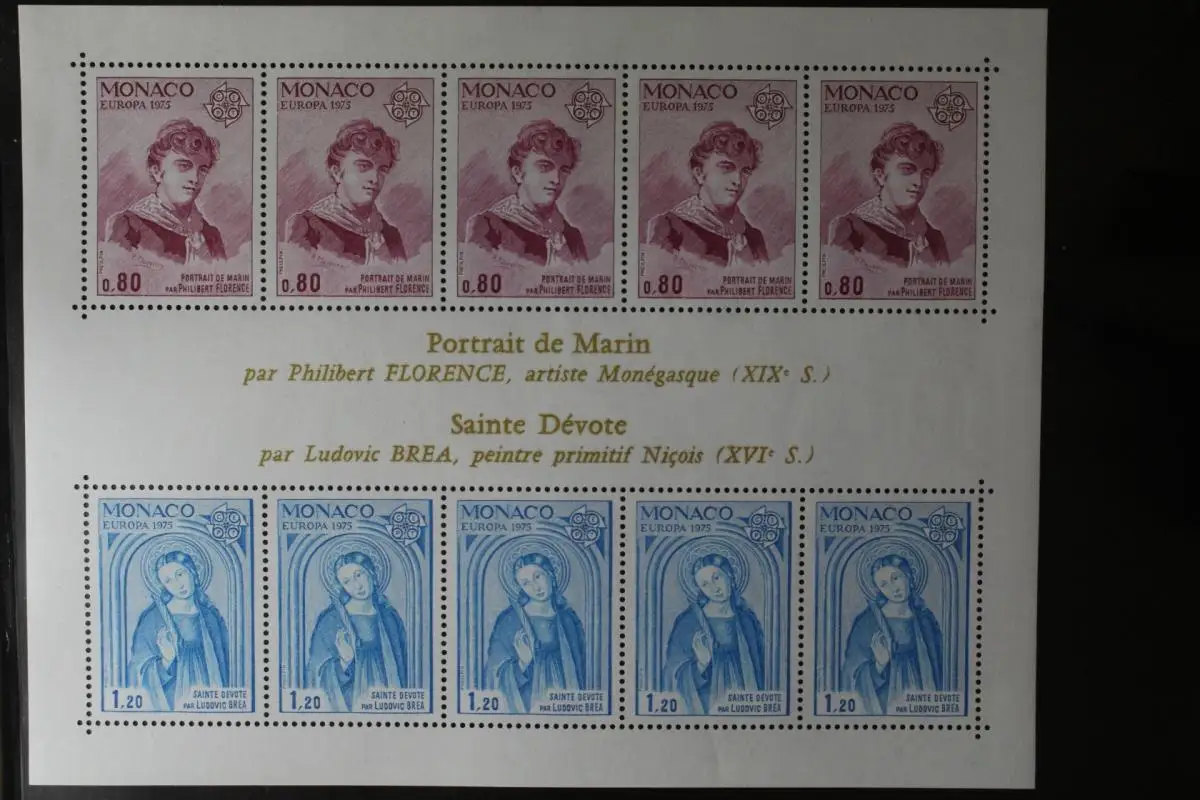 MONACO MONACO MONACO MONACO MONACO
EUROPA 1975 EUROPA 1975 EUROPA 1975 EUROPA 1975 EUROPA 1975
0,80 0,80 0,80 0,80 0,80
PORTRAIT DE MARIN PORTRAIT DE MARIN PORTRAIT DE MARIN PORTRAIT DE MARIN PORTRAIT DE MARIN
PAR PHILIBERT FLORENCE PAR PHILIBERT FLORENCE PAR PHILIBERT FLORENCE PAR PHILIBERT FLORENCE PAR PHILIBERT FLORENCE
Portrait de Marin
par Philibert FLORENCE, artiste Monégasque (XIXe S.)
Sainte Dévote
par Ludovic BREA, peintre primitif Niçois (XVIe S.)
MONACO MONACO MONACO MONACO MONACO
EUROPA 1975 EUROPA 1975 EUROPA 1975 EUROPA 1975 EUROPA 1975
1,20 1,20 1,20 1,20 1,20
SAINTE DEVOTE SAINTE DEVOTE SAINTE DEVOTE SAINTE DEVOTE SAINTE DEVOTE
PAR LUDOVIC BREA PAR LUDOVIC BREA PAR LUDOVIC BREA PAR LUDOVIC BREA PAR LUDOVIC BREA